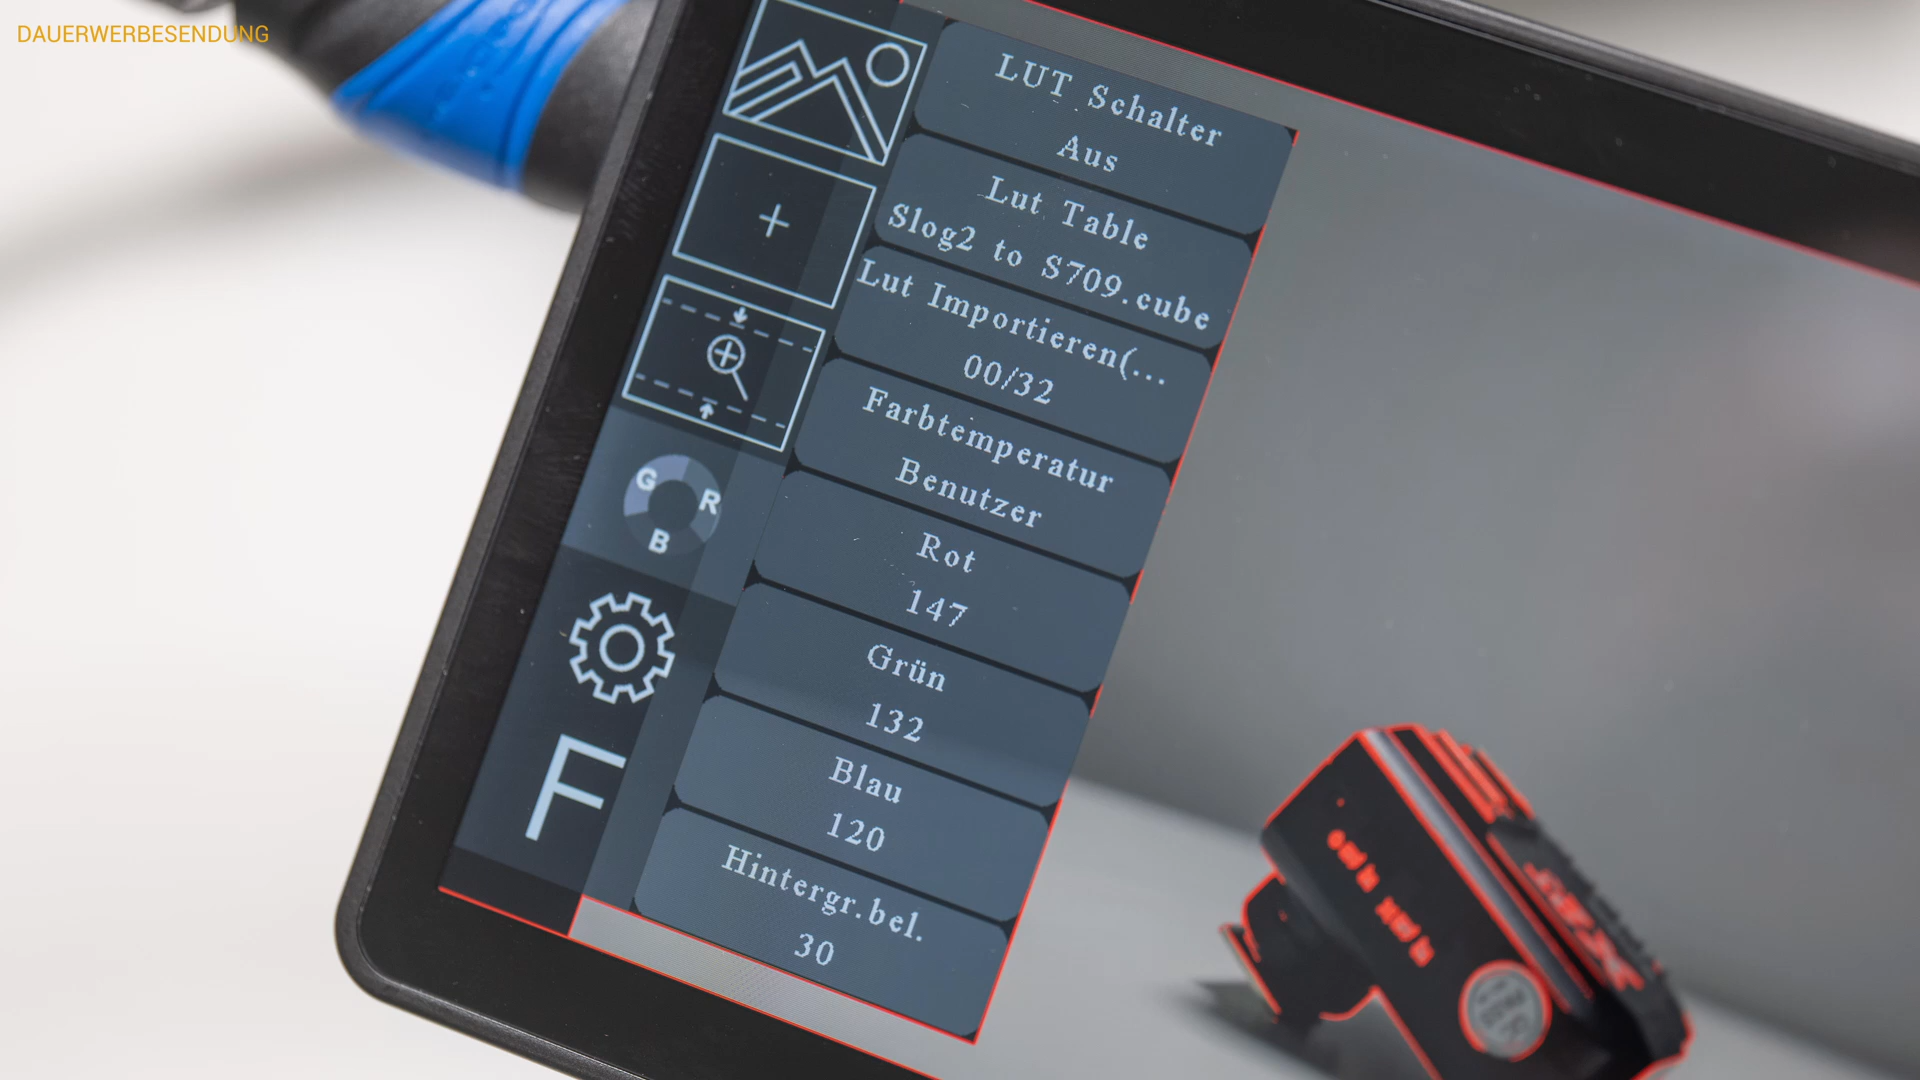 DAUERWERBESENDUNG
LUT Schalter
Aus
Lut Table
Slog2 to S709.cube
Lut Importieren(...
00/32
Farbtemperatur
Benutzer
G
R
B
Rot
147
Grün
132
F
Blau
120
Hintergr.bel.
30